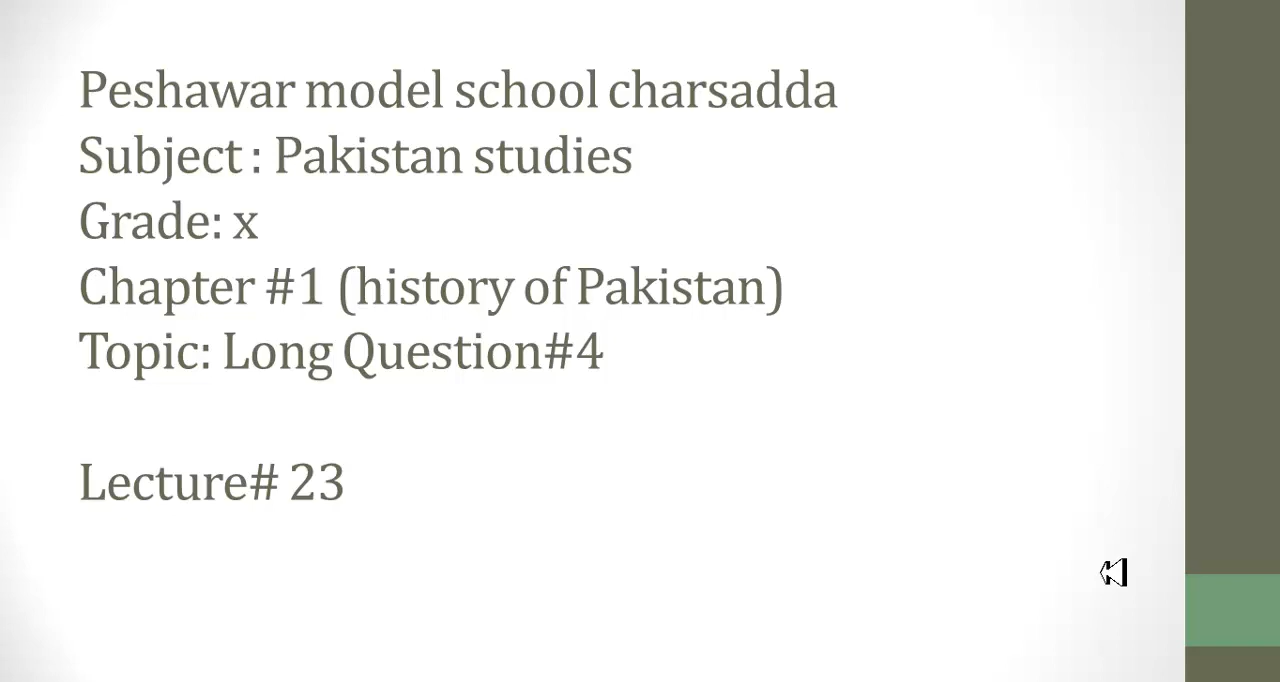 Peshawar model school charsadda
Subject : Pakistan studies
Grade: x
Chapter #1 (history of Pakistan)
Topic: Long Question#4
Lecture# 23